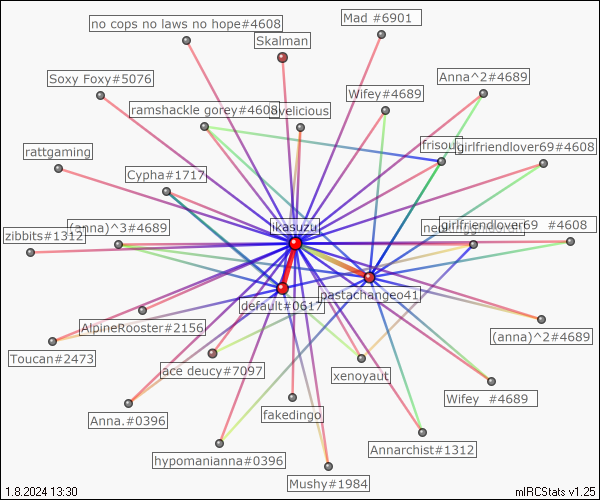 no cops no laws no hope#4608
Mad #6901
Skalman
Soxy Foxy#5076
Anna^2#4689
Wifey#4689
ramshackle gorey#4608
velicious
frisou
girlfriendlover69#4608
rattgaming
Cypha#1717
likasuzu
(anna)^3#4689
girlfriendlover69 #4608
zibbits#1312
pastachangeo41
default#0617
AlpineRooster#2156
(anna)^2#4689
Toucan#2473
ace deucy#7097
xenoyaut
Wifey #4689
fakedingo
Anna.#0396
Annarchist#1312
hypomanianna#0396
Mushy#1984
1.8.2024 13:30
mIRCStats v1.25